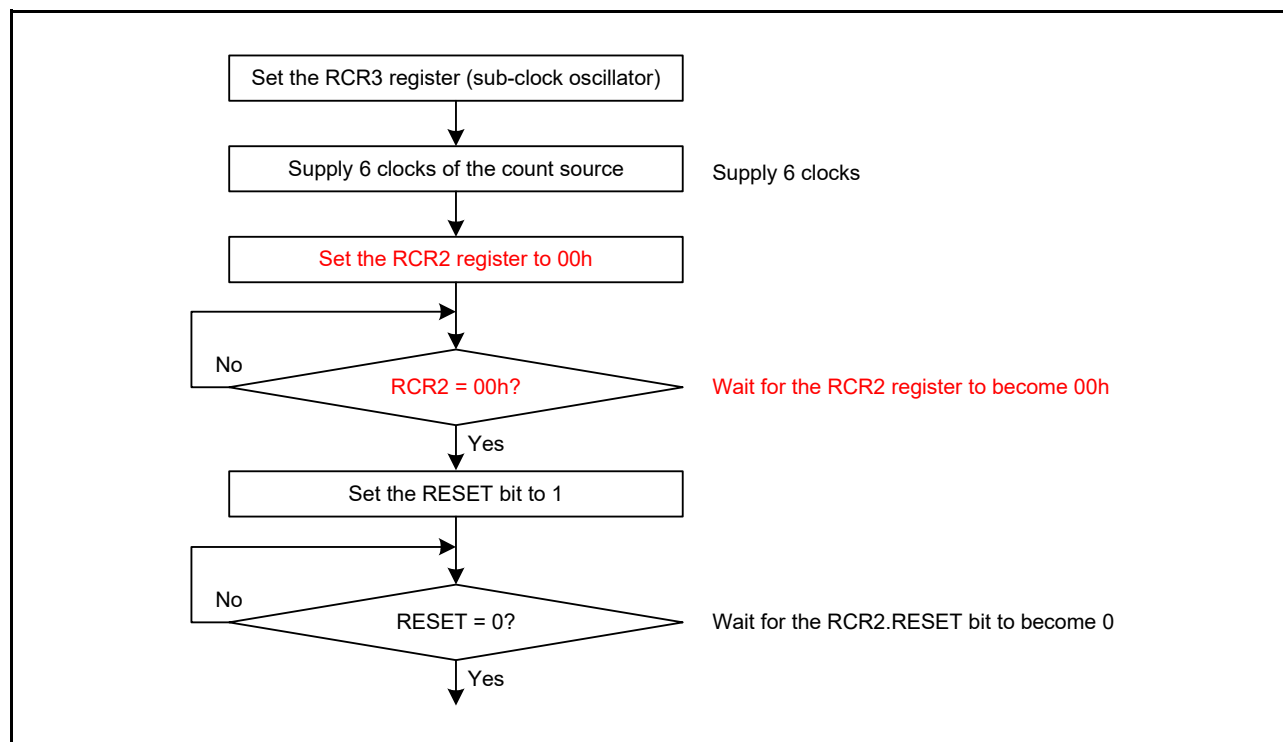 Set the RCR3 register (sub-clock oscillator)
Supply 6 clocks of the count source
Supply 6 clocks
Set the RCR2 register to 00h
No
RCR2 = 00h?
Wait for the RCR2 register to become 00h
Yes
Set the RESET bit to 1
No
RESET = 0?
Wait for the RCR2.RESET bit to become 0
Yes